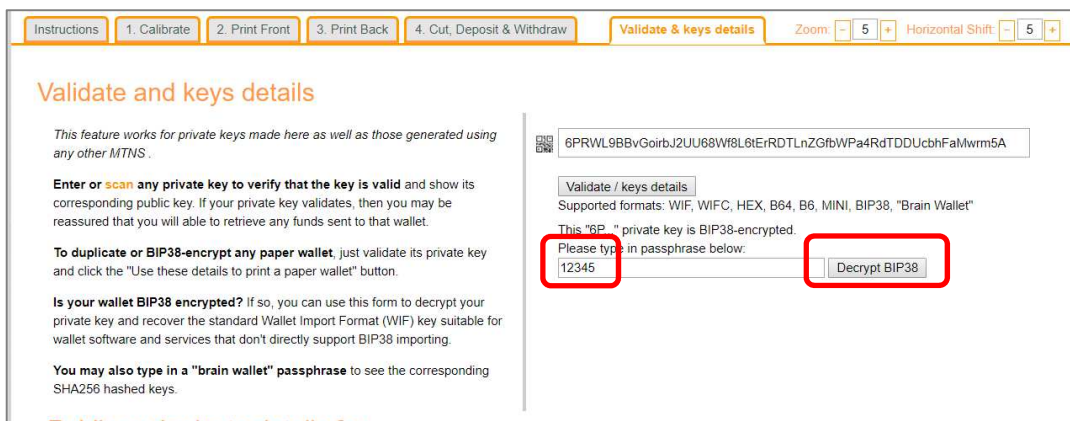 Instructions 1. Calibrate 2. Print Front 3. Print Back 4. Cut, Deposit & Withdraw Validate & keys details Zoom: - 5 + Horizontal Shift: - 5 +
Validate and keys details
This feature works for private keys made here as well as those generated using
any other MTNS .
Enter or scan any private key to verify that the key is valid and show its
corresponding public key. If your private key validates, then you may be
reassured that you will able to retrieve any funds sent to that wallet.
To duplicate or BIP38-encrypt any paper wallet, just validate its private key
and click the "Use these details to print a paper wallet" button.
Is your wallet BIP38 encrypted? If so, you can use this form to decrypt your
private key and recover the standard Wallet Import Format (WIF) key suitable for
wallet software and services that don't directly support BIP38 importing.
You may also type in a "brain wallet" passphrase to see the corresponding
SHA256 hashed keys.
6PRWL9BBvGoirbJ2UU68Wf8L6tErRDTLnZGfbWPa4RdTDDUcbhFaMwrm5A
Validate / keys details
Supported formats: WIF, WIFC, HEX, B64, B6, MINI, BIP38, "Brain Wallet"
This "6P..." private key is BIP38-encrypted.
Please type in passphrase below:
12345 Decrypt BIP38